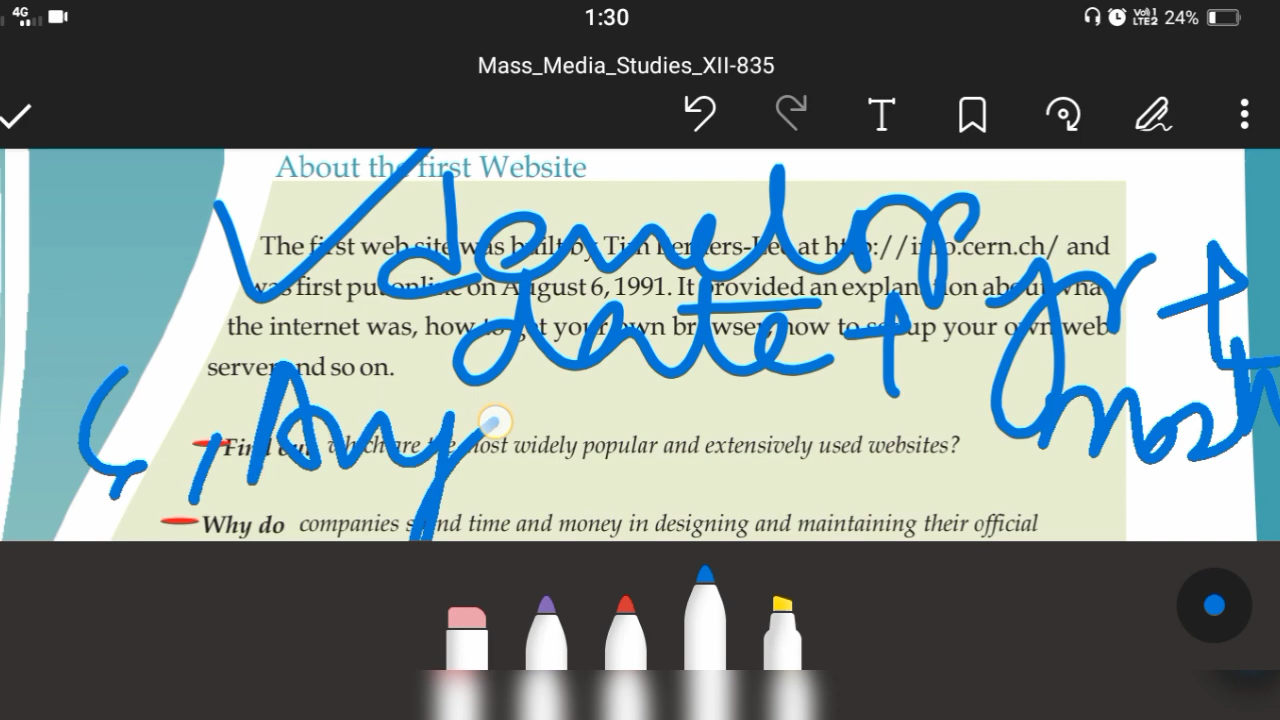 4G 1:30 VoLTE LTE2 24%
Mass_Media_Studies_XII-835
T
About the first Website
The first web site was built by Tim Berners-Lee at http://info.cern.ch/ and
was first put online on August 6, 1991. It provided an explanation about what
the internet was, how to get your own browser, how to set up your own web
server and so on.
develop
date + yr +
Find out which are the most widely popular and extensively used websites?
Why do companies spend time and money in designing and maintaining their official